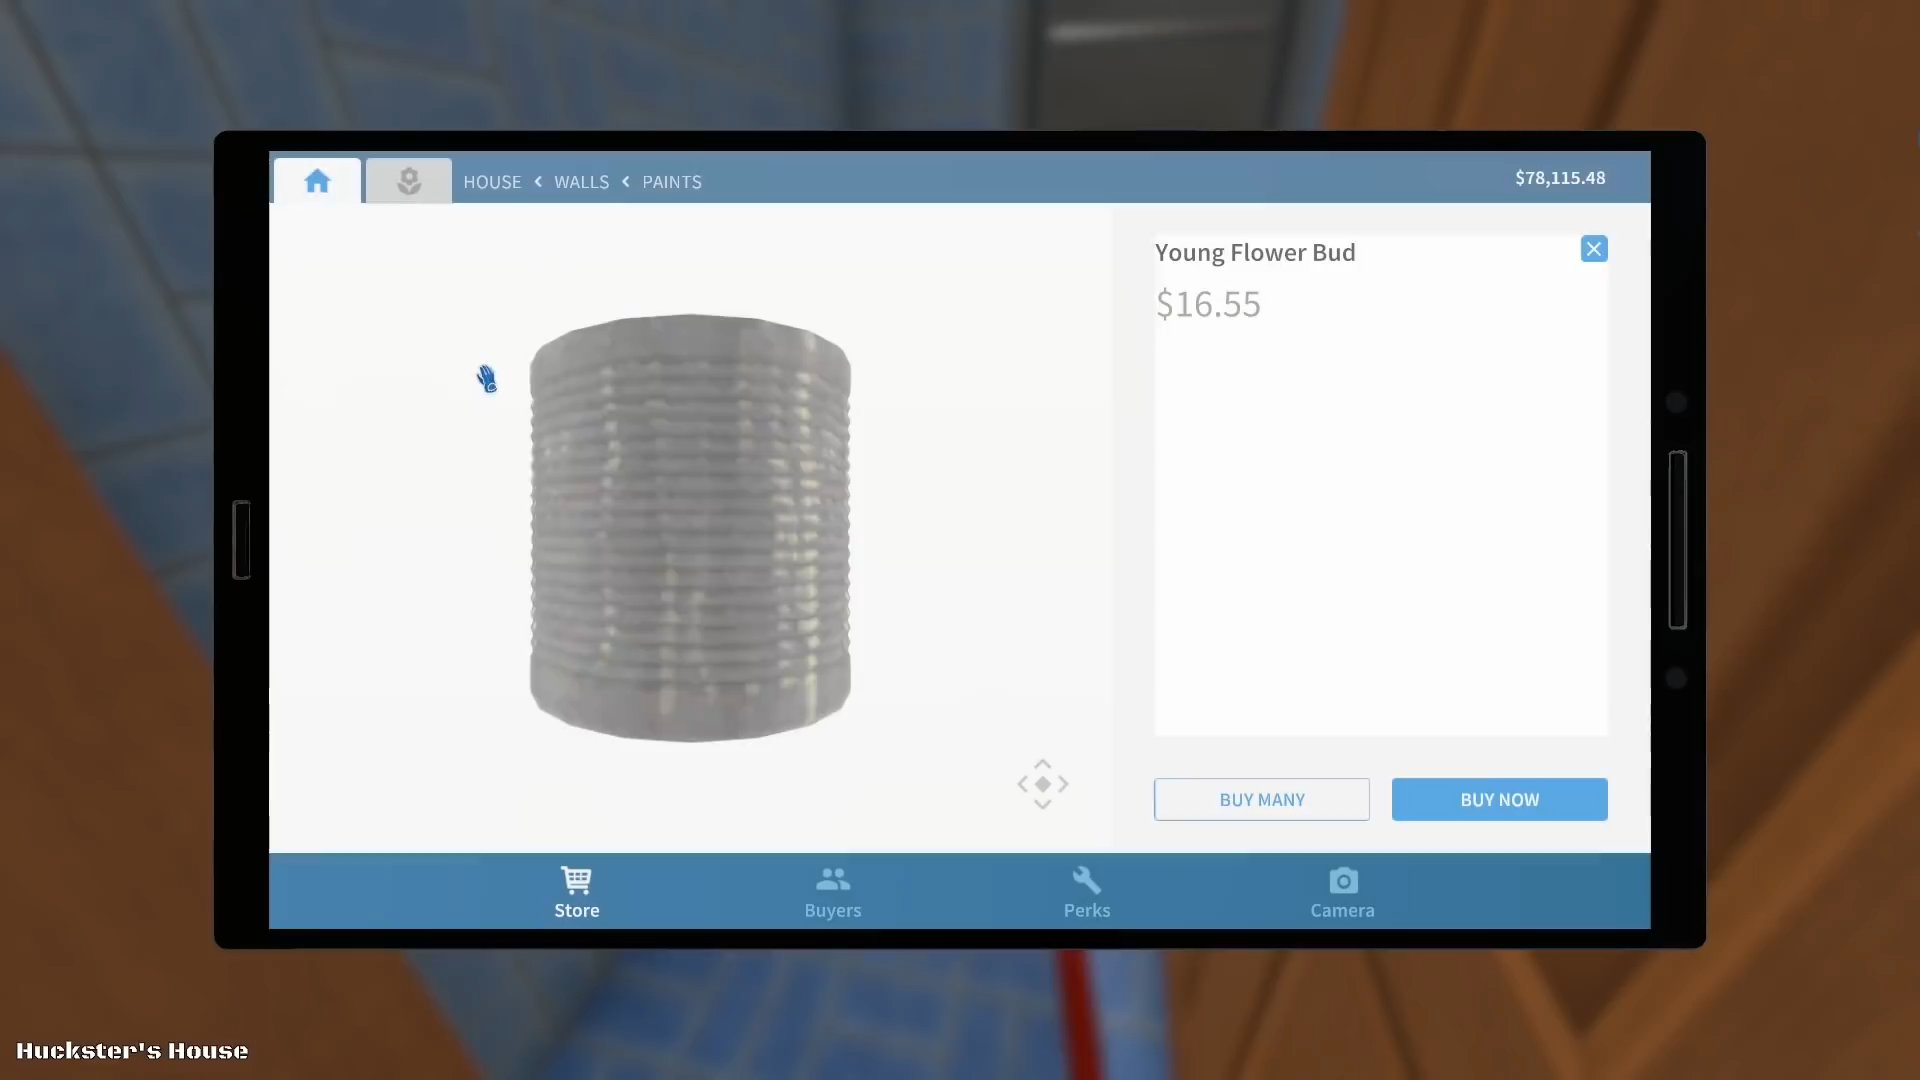 HOUSE < WALLS < PAINTS
$78,115.48
Young Flower Bud
$16.55
BUY MANY
BUY NOW
Store
Buyers
Perks
Camera
Huckster's House